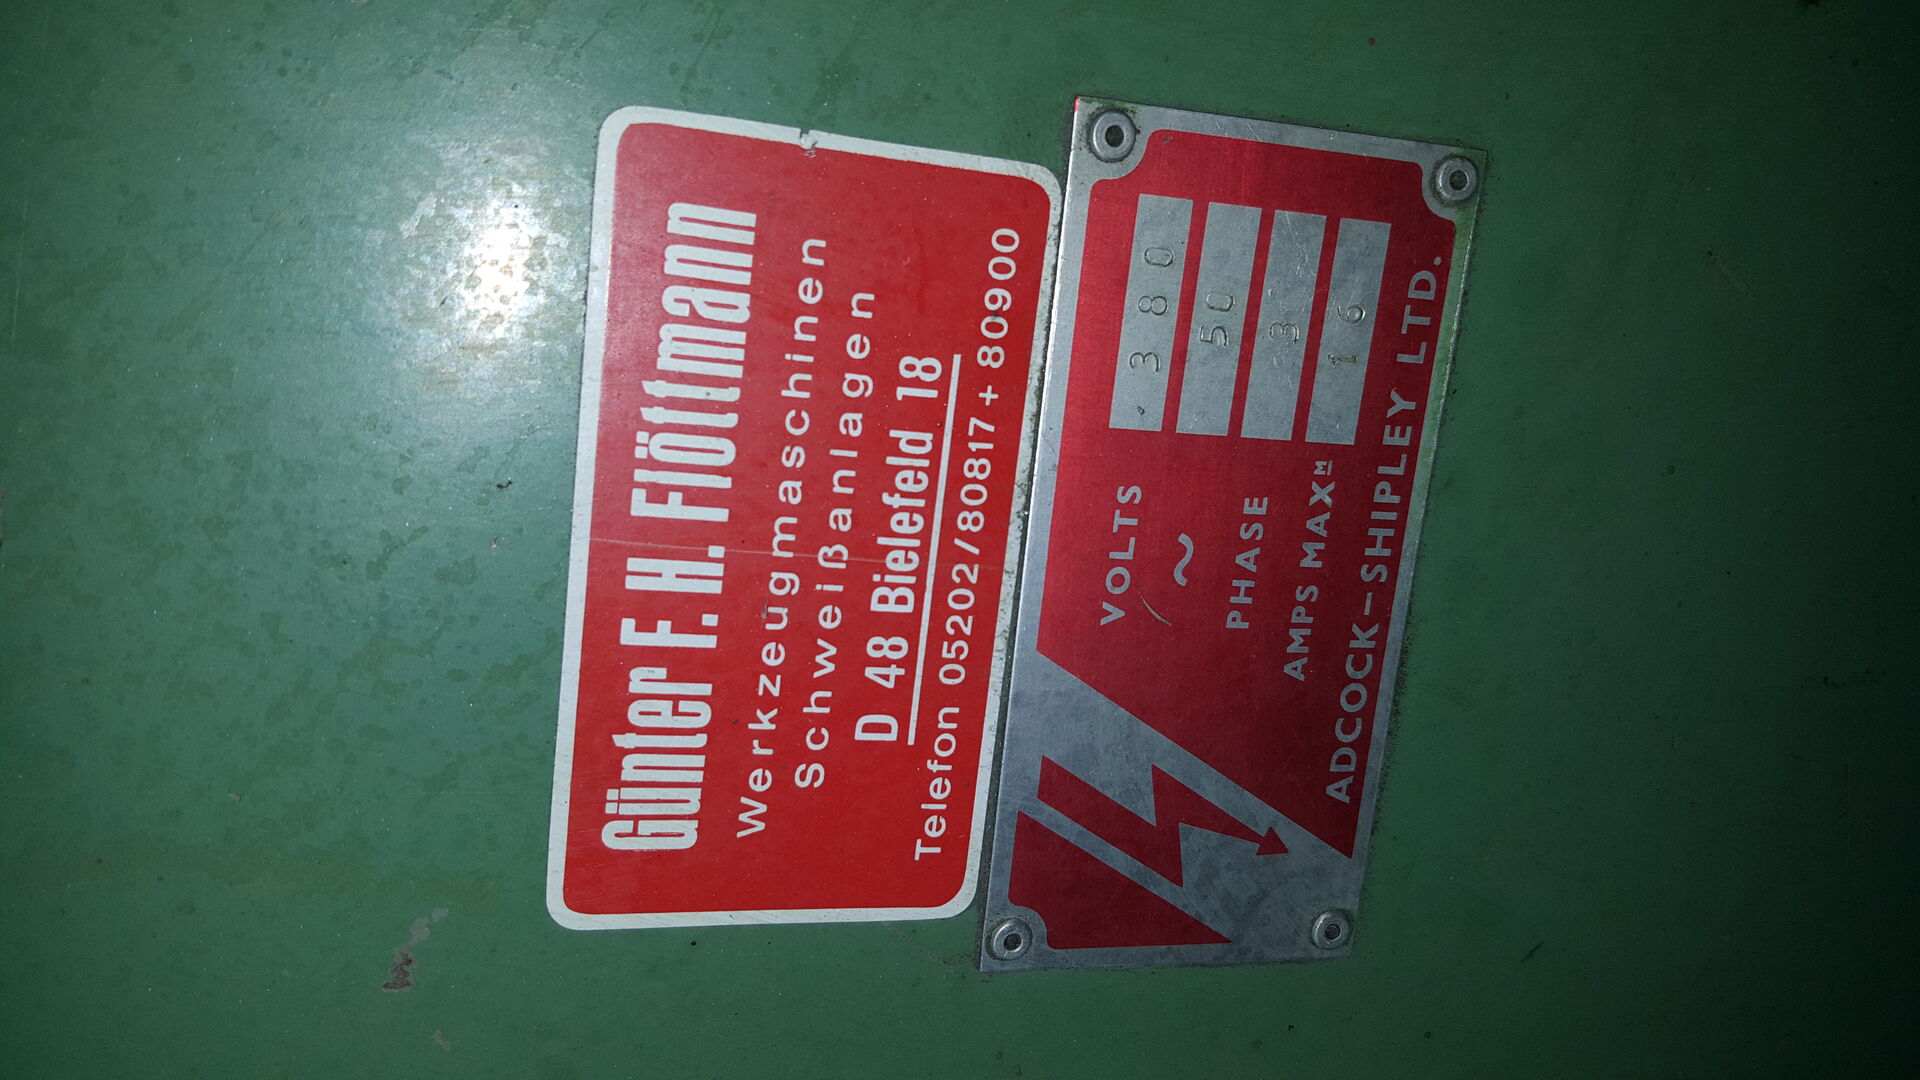 Günter F. H. Flöttmann
Werkzeugmaschinen
Schweißanlagen
D 48 Bielefeld 18
Telefon 05202/80817+80900
VOLTS 380
~ 50
PHASE 3
AMPS MAXM 16
ADCOCK-SHIPLEY LTD.